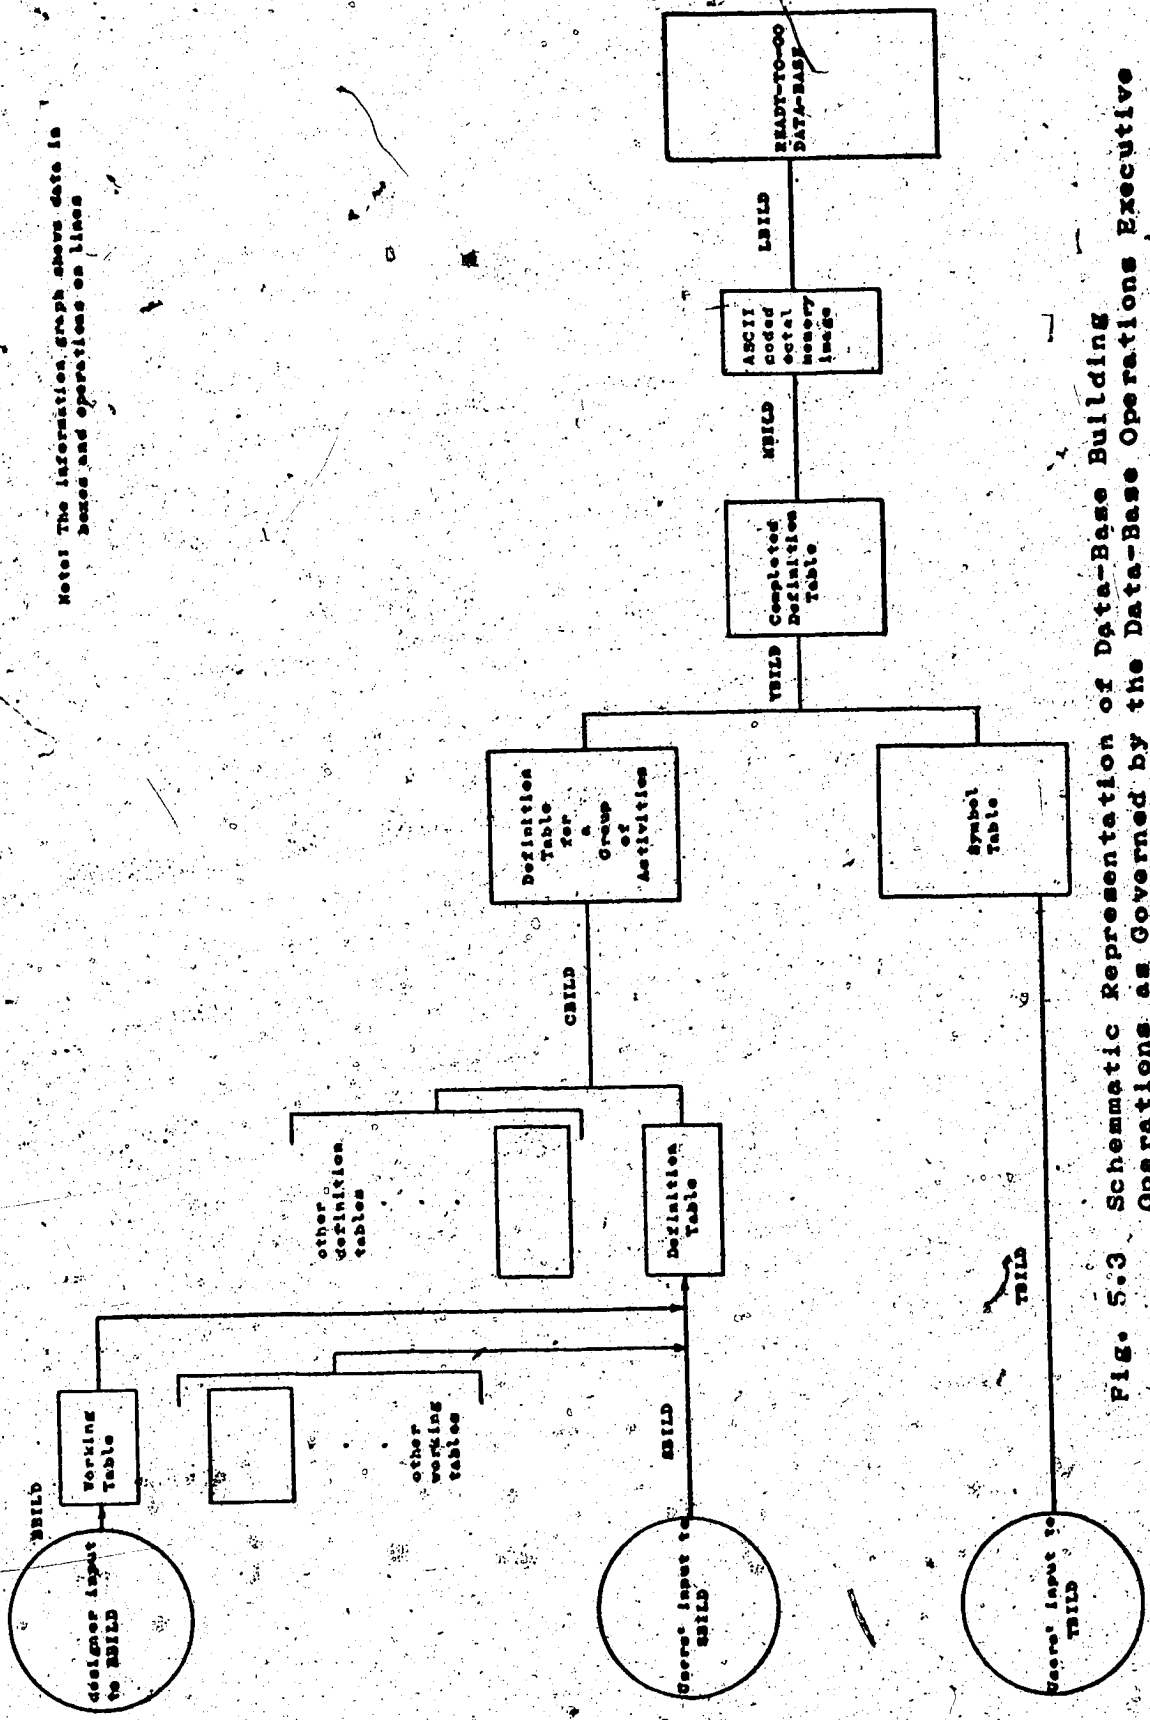 Note: The information graph shows data in
boxes and operations on lines
designer input
to BBILD
BBILD
Working
Table
other
working
tables
Users' input to
SBILD
SBILD
other
definition
tables
Definition
Table
CBILD
Definition
Table
for
a
Group
of
Activities
Users' input to
TBILD
TBILD
Symbol
Table
VBILD
Completed
Definition
Table
MBILD
ASCII
coded
octal
memory
image
LBILD
READY-TO-GO
DATA-BASE
Fig. 5.3 Schemmatic Representation of Data-Base Building
Operations as Governed by the Data-Base Operations Executive